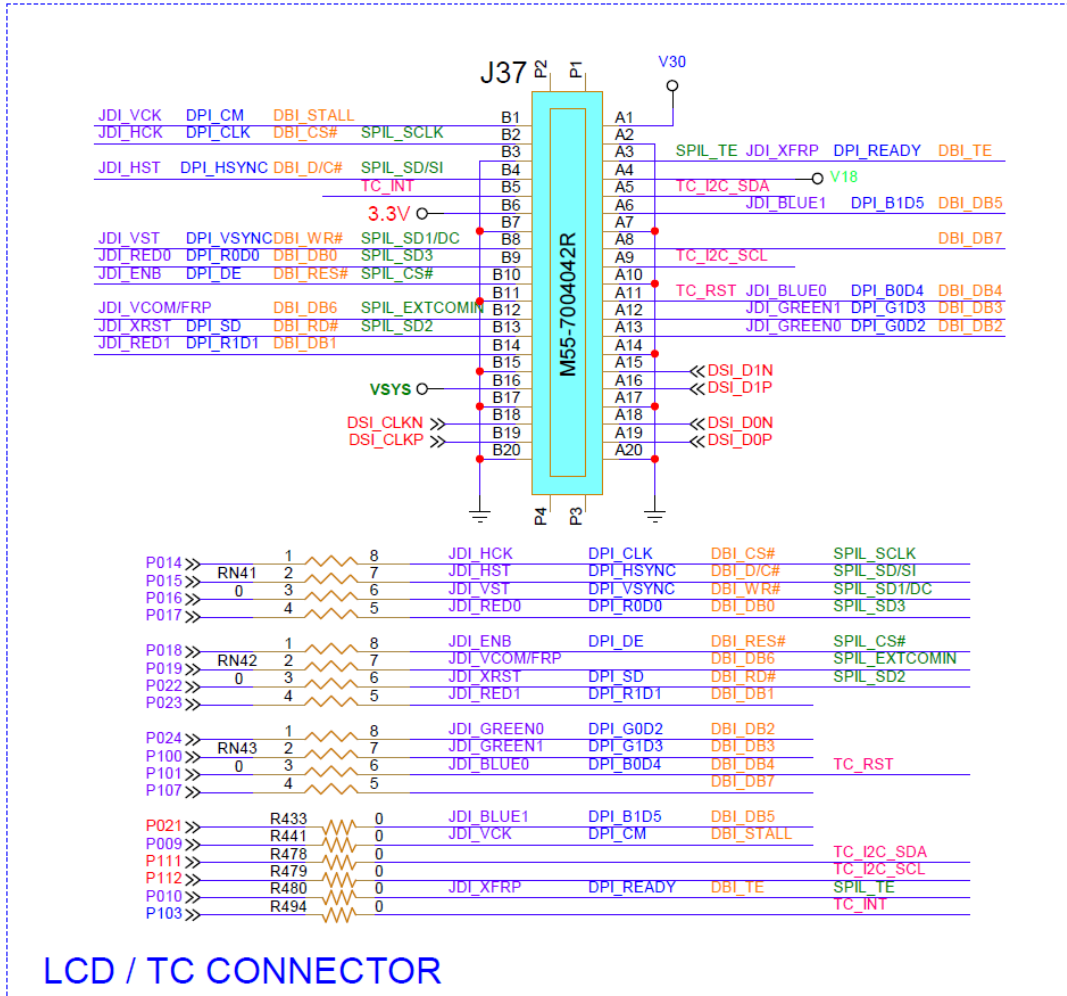 V30
J37 P2 P1
JDI_VCK DPI_CM DBI_STALL B1 A1
JDI_HCK DPI_CLK DBI_CS# SPIL_SCLK B2 A2
B3 A3 SPIL_TE JDI_XFRP DPI_READY DBI_TE
JDI_HST DPI_HSYNC DBI_D/C# SPIL_SD/SI B4 A4 V18
TC_INT B5 A5 TC_I2C_SDA
3.3V B6 A6 JDI_BLUE1 DPI_B1D5 DBI_DB5
B7 A7
JDI_VST DPI_VSYNC DBI_WR# SPIL_SD1/DC B8 A8 DBI_DB7
JDI_RED0 DPI_R0D0 DBI_DB0 SPIL_SD3 B9 A9 TC_I2C_SCL
JDI_ENB DPI_DE DBI_RES# SPIL_CS# B10 A10
B11 A11 TC_RST JDI_BLUE0 DPI_B0D4 DBI_DB4
JDI_VCOM/FRP DBI_DB6 SPIL_EXTCOMIN B12 A12 JDI_GREEN1 DPI_G1D3 DBI_DB3
JDI_XRST DPI_SD DBI_RD# SPIL_SD2 B13 A13 JDI_GREEN0 DPI_G0D2 DBI_DB2
JDI_RED1 DPI_R1D1 DBI_DB1 B14 A14
B15 A15 DSI_D1N
VSYS B16 A16 DSI_D1P
B17 A17
DSI_CLKN B18 A18 DSI_D0N
DSI_CLKP B19 A19 DSI_D0P
B20 A20
M55-7004042R
P4 P3
P014 1 8 JDI_HCK DPI_CLK DBI_CS# SPIL_SCLK
P015 RN41 2 7 JDI_HST DPI_HSYNC DBI_D/C# SPIL_SD/SI
P016 0 3 6 JDI_VST DPI_VSYNC DBI_WR# SPIL_SD1/DC
P017 4 5 JDI_RED0 DPI_R0D0 DBI_DB0 SPIL_SD3
P018 1 8 JDI_ENB DPI_DE DBI_RES# SPIL_CS#
P019 RN42 2 7 JDI_VCOM/FRP DBI_DB6 SPIL_EXTCOMIN
P022 0 3 6 JDI_XRST DPI_SD DBI_RD# SPIL_SD2
P023 4 5 JDI_RED1 DPI_R1D1 DBI_DB1
P024 1 8 JDI_GREEN0 DPI_G0D2 DBI_DB2
P100 RN43 2 7 JDI_GREEN1 DPI_G1D3 DBI_DB3
P101 0 3 6 JDI_BLUE0 DPI_B0D4 DBI_DB4 TC_RST
P107 4 5 DBI_DB7
P021 R433 0 JDI_BLUE1 DPI_B1D5 DBI_DB5
P009 R441 0 JDI_VCK DPI_CM DBI_STALL
P111 R478 0 TC_I2C_SDA
P112 R479 0 TC_I2C_SCL
P010 R480 0 JDI_XFRP DPI_READY DBI_TE SPIL_TE
P103 R494 0 TC_INT
LCD / TC CONNECTOR